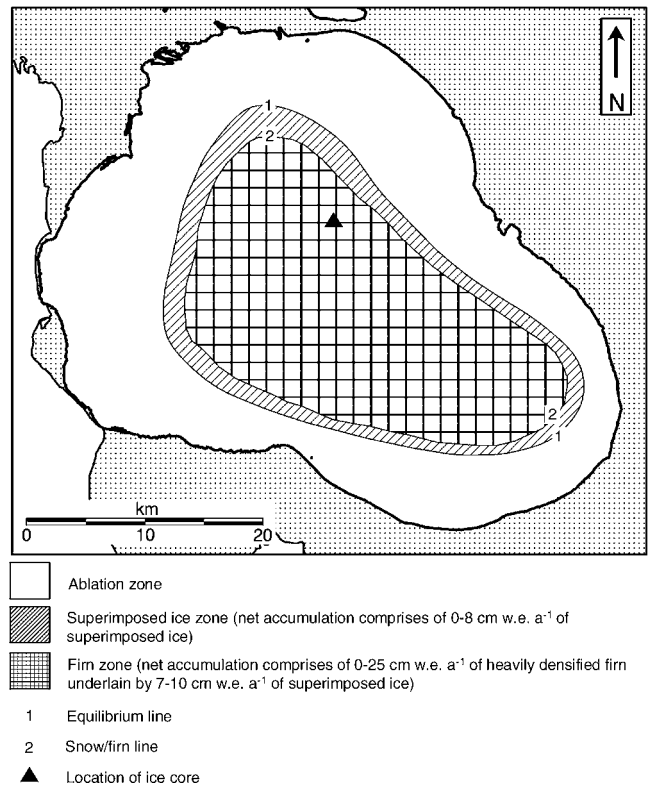 N
1
2
2
1
km
0 10 20
Ablation zone
Superimposed ice zone (net accumulation comprises of 0-8 cm w.e. a⁻¹ of
superimposed ice)
Firn zone (net accumulation comprises of 0-25 cm w.e. a⁻¹ of heavily densified firn
underlain by 7-10 cm w.e. a⁻¹ of superimposed ice)
1 Equilibrium line
2 Snow/firn line
Location of ice core